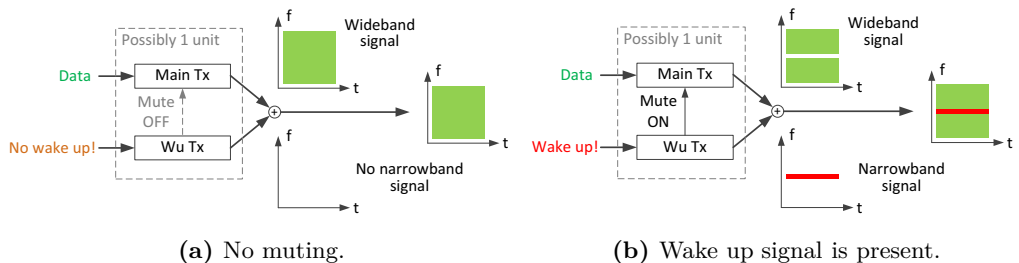 f
Wideband
signal
Possibly 1 unit
Data
Main Tx
t
f
Mute
OFF
+
f
t
No wake up!
Wu Tx
No narrowband
signal
t
(a) No muting.
f
Wideband
signal
Possibly 1 unit
Data
Main Tx
t
f
Mute
ON
+
f
t
Wake up!
Wu Tx
Narrowband
signal
t
(b) Wake up signal is present.